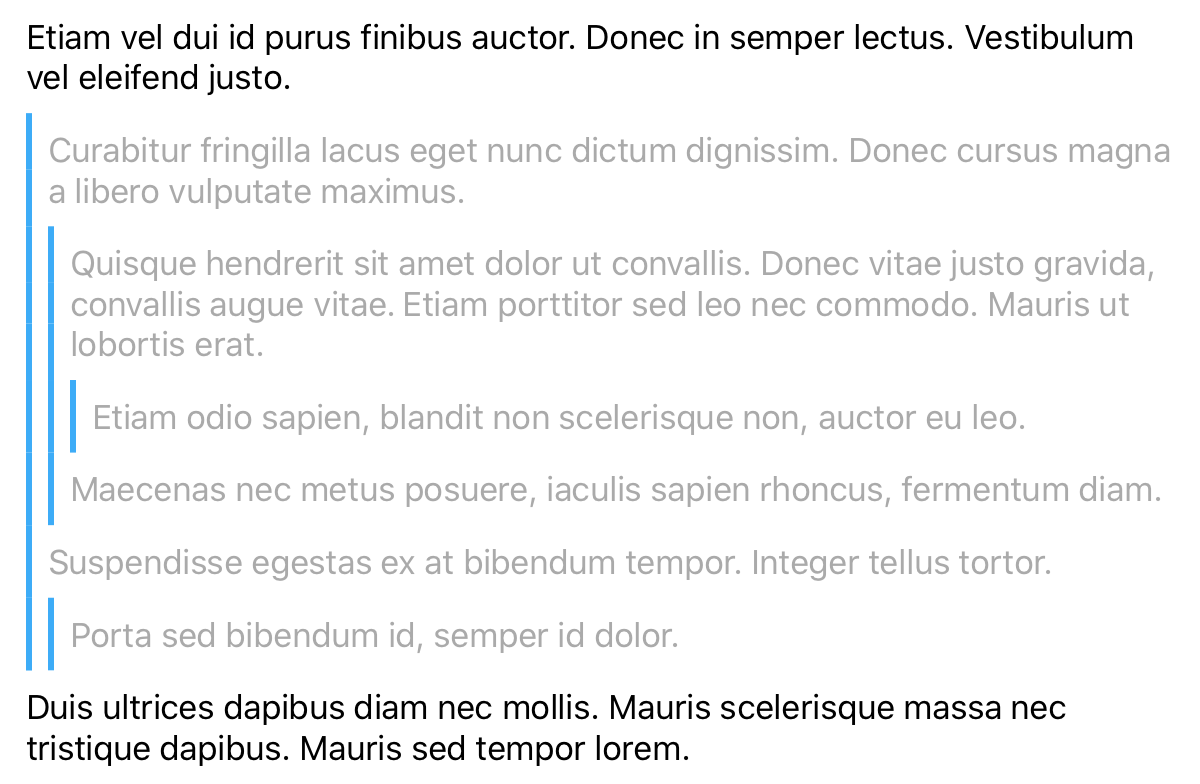 Etiam vel dui id purus finibus auctor. Donec in semper lectus. Vestibulum
vel eleifend justo.
Curabitur fringilla lacus eget nunc dictum dignissim. Donec cursus magna
a libero vulputate maximus.
Quisque hendrerit sit amet dolor ut convallis. Donec vitae justo gravida,
convallis augue vitae. Etiam porttitor sed leo nec commodo. Mauris ut
lobortis erat.
Etiam odio sapien, blandit non scelerisque non, auctor eu leo.
Maecenas nec metus posuere, iaculis sapien rhoncus, fermentum diam.
Suspendisse egestas ex at bibendum tempor. Integer tellus tortor.
Porta sed bibendum id, semper id dolor.
Duis ultrices dapibus diam nec mollis. Mauris scelerisque massa nec
tristique dapibus. Mauris sed tempor lorem.